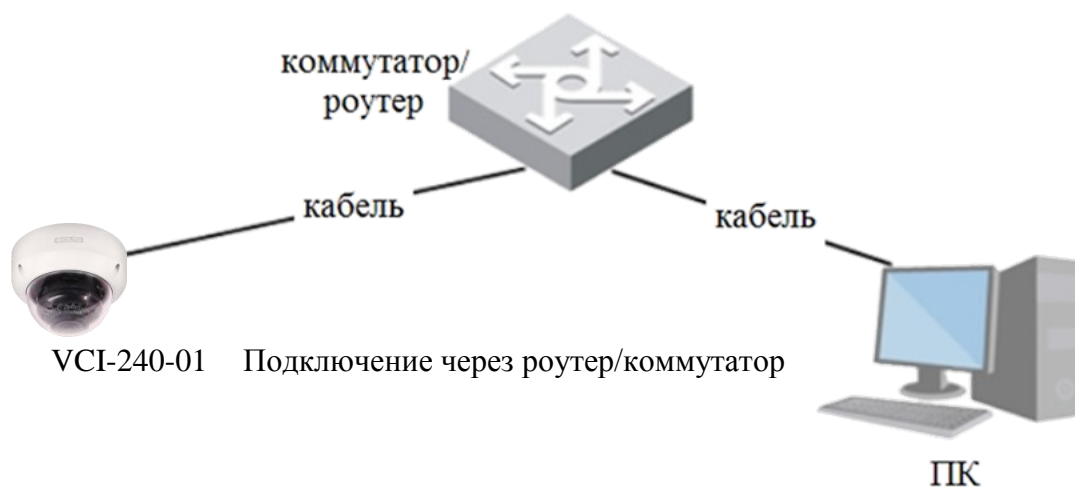 коммутатор/
роутер
кабель
кабель
VCI-240-01 Подключение через роутер/коммутатор
ПК